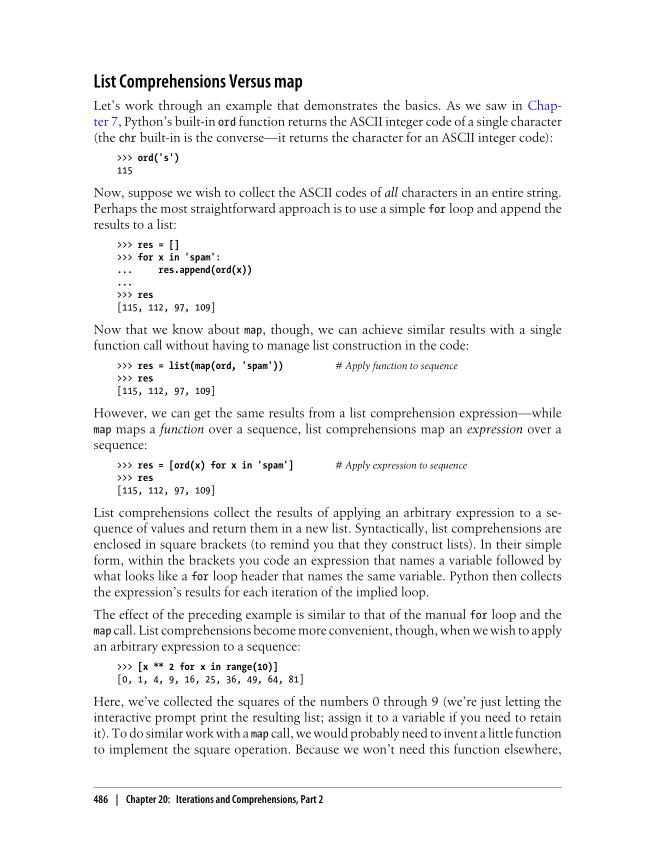 List Comprehensions Versus map
Let's work through an example that demonstrates the basics. As we saw in Chap-
ter 7, Python's built-in ord function returns the ASCII integer code of a single character
(the chr built-in is the converse—it returns the character for an ASCII integer code):
>>> ord('s')
115
Now, suppose we wish to collect the ASCII codes of all characters in an entire string.
Perhaps the most straightforward approach is to use a simple for loop and append the
results to a list:
>>> res = []
>>> for x in 'spam':
...     res.append(ord(x))
...
>>> res
[115, 112, 97, 109]
Now that we know about map, though, we can achieve similar results with a single
function call without having to manage list construction in the code:
>>> res = list(map(ord, 'spam'))          # Apply function to sequence
>>> res
[115, 112, 97, 109]
However, we can get the same results from a list comprehension expression—while
map maps a function over a sequence, list comprehensions map an expression over a
sequence:
>>> res = [ord(x) for x in 'spam']        # Apply expression to sequence
>>> res
[115, 112, 97, 109]
List comprehensions collect the results of applying an arbitrary expression to a se-
quence of values and return them in a new list. Syntactically, list comprehensions are
enclosed in square brackets (to remind you that they construct lists). In their simple
form, within the brackets you code an expression that names a variable followed by
what looks like a for loop header that names the same variable. Python then collects
the expression's results for each iteration of the implied loop.
The effect of the preceding example is similar to that of the manual for loop and the
map call. List comprehensions become more convenient, though, when we wish to apply
an arbitrary expression to a sequence:
>>> [x ** 2 for x in range(10)]
[0, 1, 4, 9, 16, 25, 36, 49, 64, 81]
Here, we've collected the squares of the numbers 0 through 9 (we're just letting the
interactive prompt print the resulting list; assign it to a variable if you need to retain
it). To do similar work with a map call, we would probably need to invent a little function
to implement the square operation. Because we won't need this function elsewhere,
486 | Chapter 20: Iterations and Comprehensions, Part 2